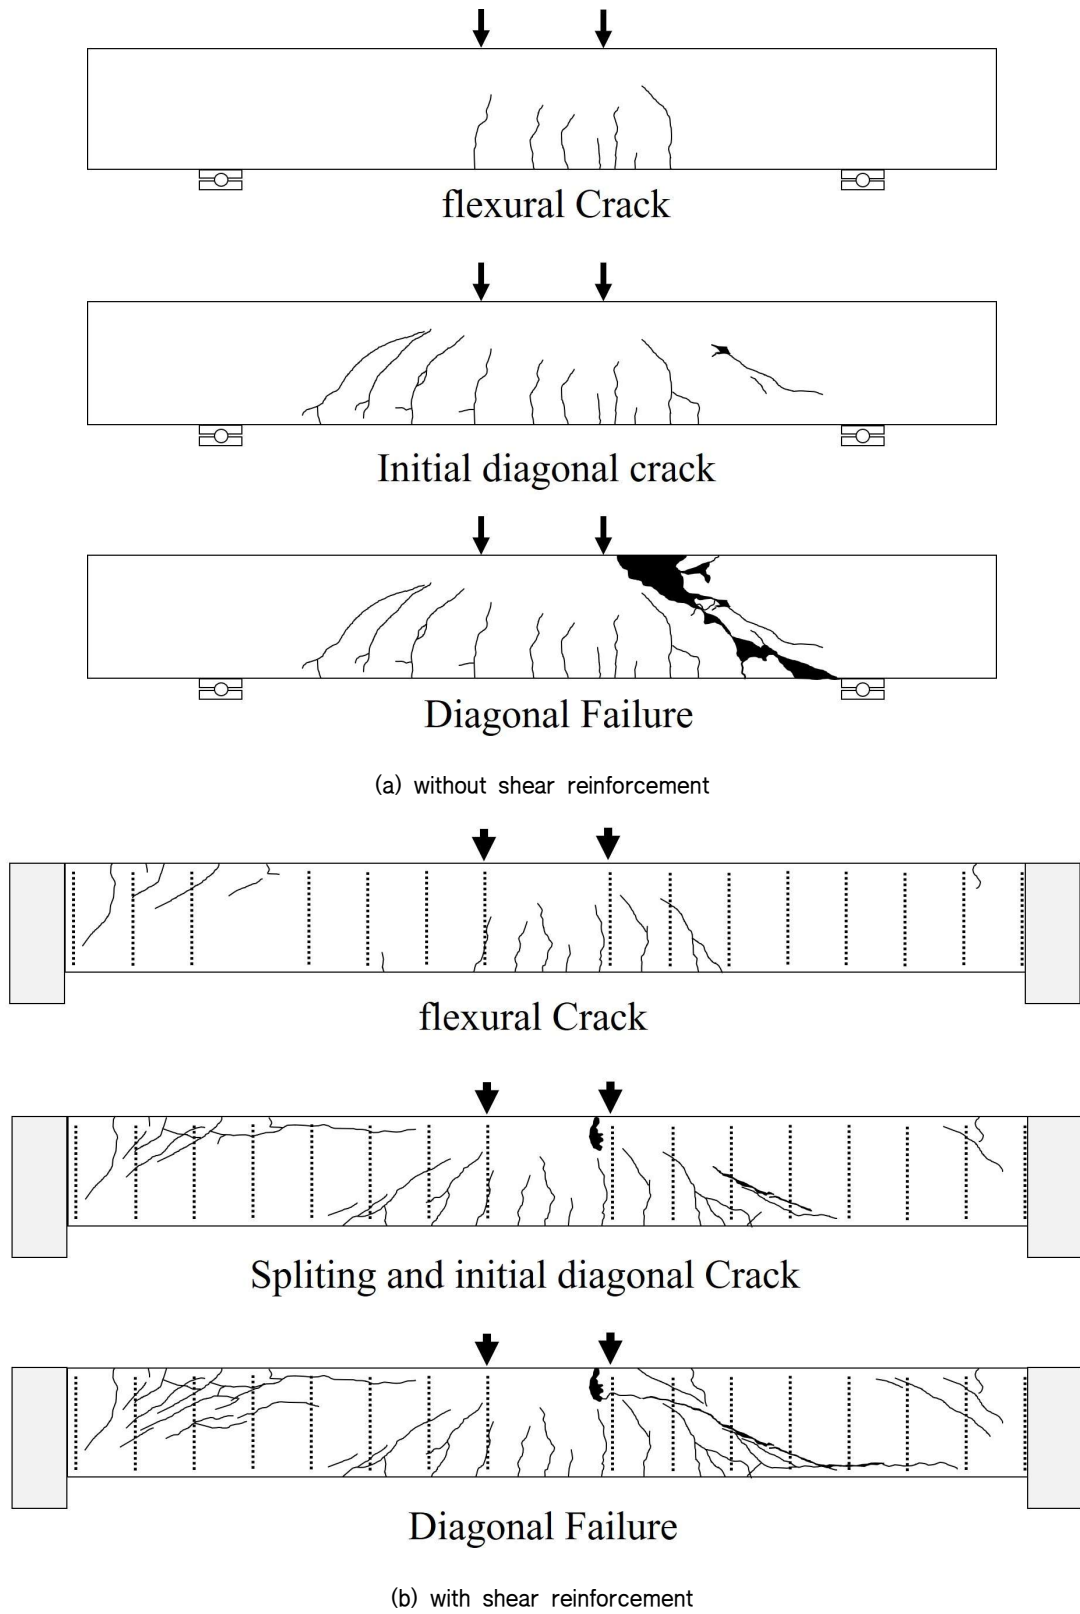 flexural Crack
Initial diagonal crack
Diagonal Failure
(a) without shear reinforcement
flexural Crack
Spliting and initial diagonal Crack
Diagonal Failure
(b) with shear reinforcement